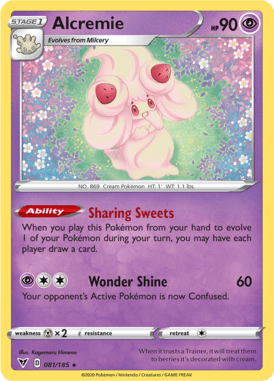 STAGE 1
Alcremie
HP 90
Evolves from Milcery
NO. 869 Cream Pokémon HT: 1' WT: 1.1 lbs.
Ability Sharing Sweets
When you play this Pokémon from your hand to evolve
1 of your Pokémon during your turn, you may have each
player draw a card.
Wonder Shine 60
Your opponent's Active Pokémon is now Confused.
weakness ×2 resistance retreat
Illus. Kagemaru Himeno
D 081/185 ★
When it trusts a Trainer, it will treat them
to berries it's decorated with cream.
©2020 Pokémon / Nintendo / Creatures / GAME FREAK